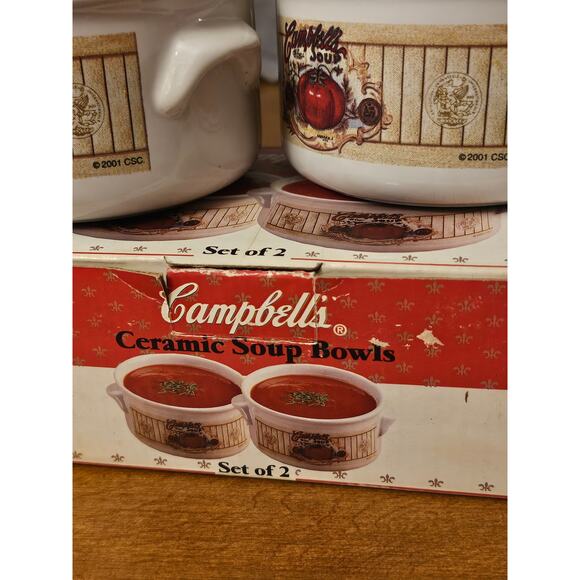 Campbell's
SOUP
© 2001 CSC.
© 2001 CSC
Set of 2
Campbell's®
Ceramic Soup Bowls
Set of 2